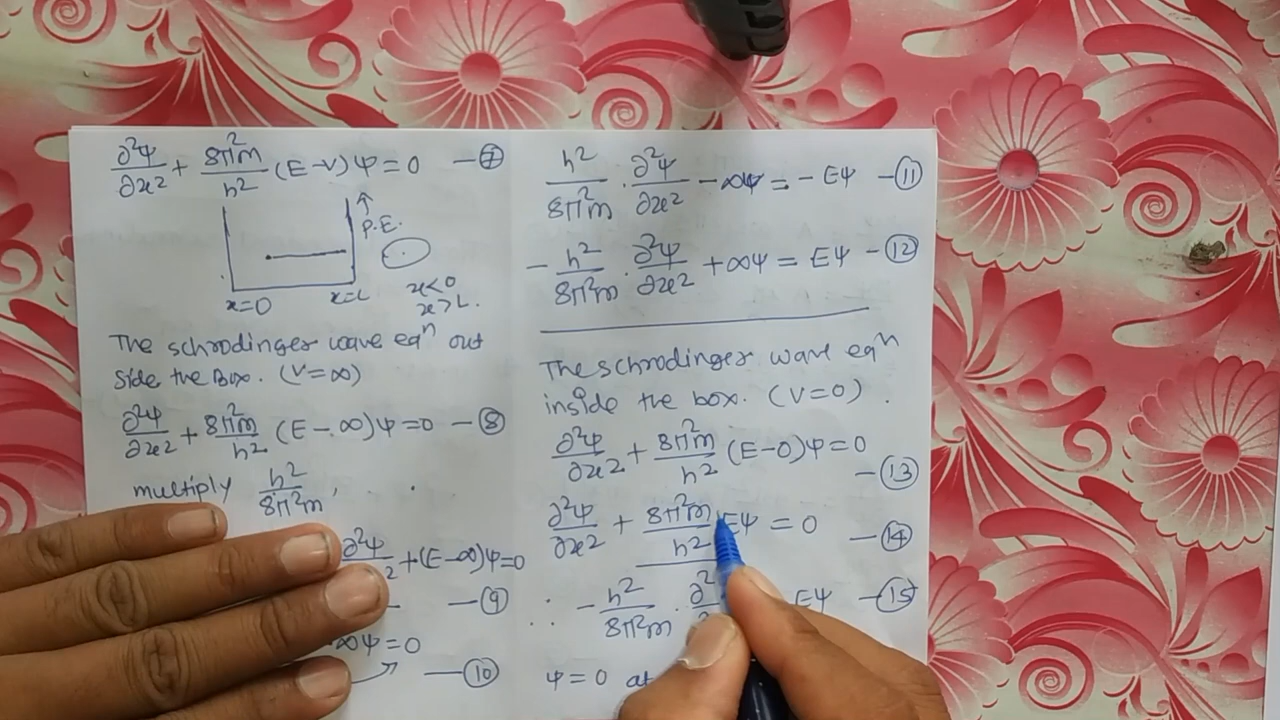 ∂²ψ/∂x² + 8π²m/h² (E-V)ψ = 0 —⑦
P.E.
x=0 x=L
x<0
x>L.
The schrodinger wave eqⁿ out
side the Box. (V=∞)
∂²ψ/∂x² + 8π²m/h² (E-∞)ψ=0 —⑧
multiply h²/8π²m,
∂²ψ +(E-∞)ψ=0
—⑨
∞ψ=0
—⑩
h²/8π²m · ∂²ψ/∂x² - ∞ψ = -Eψ —⑪
- h²/8π²m · ∂²ψ/∂x² + ∞ψ = Eψ —⑫
The schrodinger wave eqⁿ
inside the box. (V=0).
∂²ψ/∂x² + 8π²m/h² (E-0)ψ=0
—⑬
∂²ψ/∂x² + 8π²m/h² Eψ = 0 —⑭
∴ - h²/8π²m · ∂² Eψ —⑮
ψ=0 at